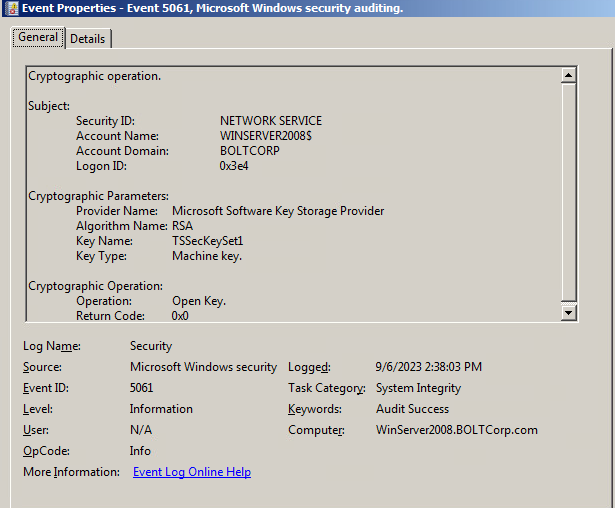 Event Properties - Event 5061, Microsoft Windows security auditing.
General Details
Cryptographic operation.
Subject:
Security ID: NETWORK SERVICE
Account Name: WINSERVER2008$
Account Domain: BOLTCORP
Logon ID: 0x3e4
Cryptographic Parameters:
Provider Name: Microsoft Software Key Storage Provider
Algorithm Name: RSA
Key Name: TSSecKeySet1
Key Type: Machine key.
Cryptographic Operation:
Operation: Open Key.
Return Code: 0x0
Log Name: Security
Source: Microsoft Windows security Logged: 9/6/2023 2:38:03 PM
Event ID: 5061 Task Category: System Integrity
Level: Information Keywords: Audit Success
User: N/A Computer: WinServer2008.BOLTCorp.com
OpCode: Info
More Information: Event Log Online Help